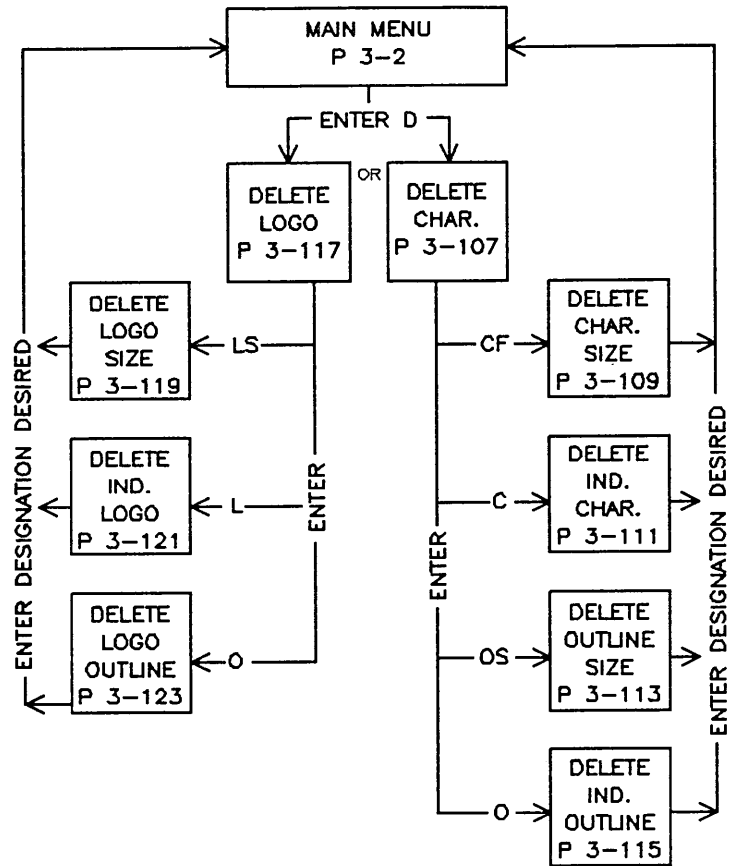 MAIN MENU
P 3-2
ENTER D
DELETE
LOGO
P 3-117
OR
DELETE
CHAR.
P 3-107
DELETE
LOGO
SIZE
P 3-119
LS
DELETE
IND.
LOGO
P 3-121
L
DELETE
LOGO
OUTLINE
P 3-123
O
ENTER
ENTER DESIGNATION DESIRED
ENTER
CF
DELETE
CHAR.
SIZE
P 3-109
C
DELETE
IND.
CHAR.
P 3-111
OS
DELETE
OUTLINE
SIZE
P 3-113
O
DELETE
IND.
OUTLINE
P 3-115
ENTER DESIGNATION DESIRED